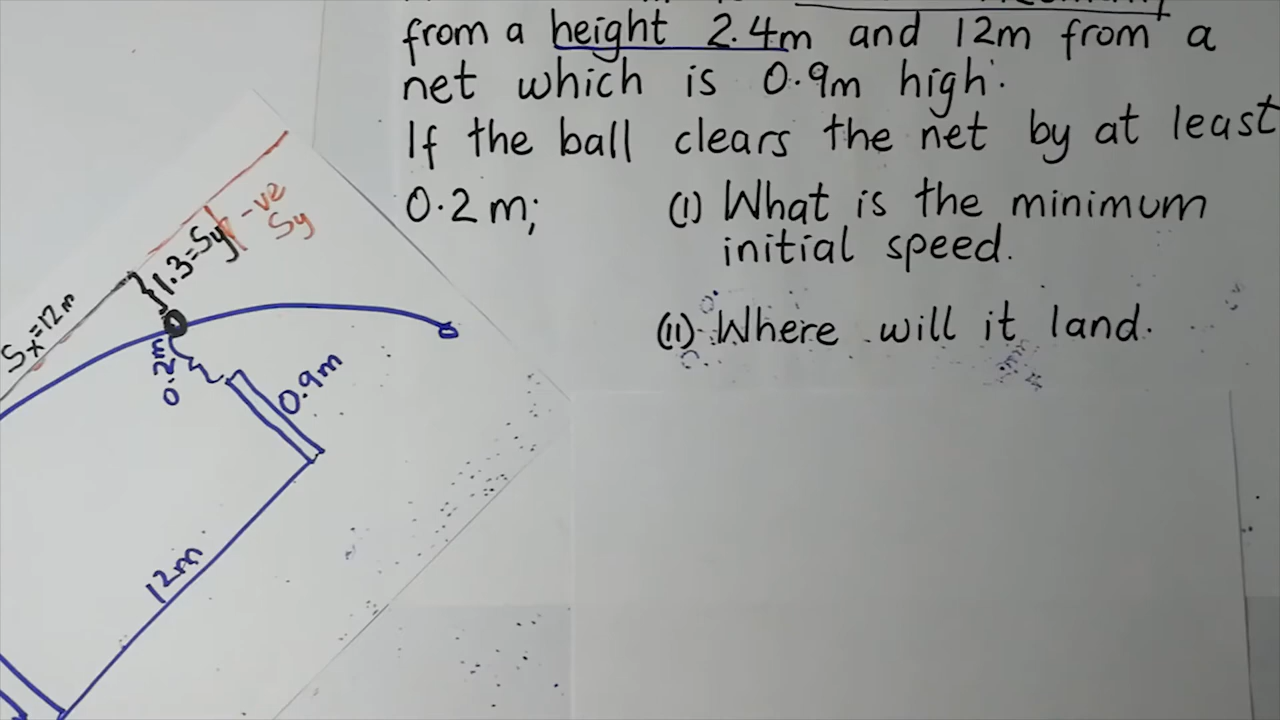 from a height 2.4m and 12m from a
net which is 0.9m high.
If the ball clears the net by at least
0.2m; (i) What is the minimum
initial speed.
(ii) Where will it land.
Sx=12m
1.3=Sy
-ve
Sy
0.2m
0.9m
12m